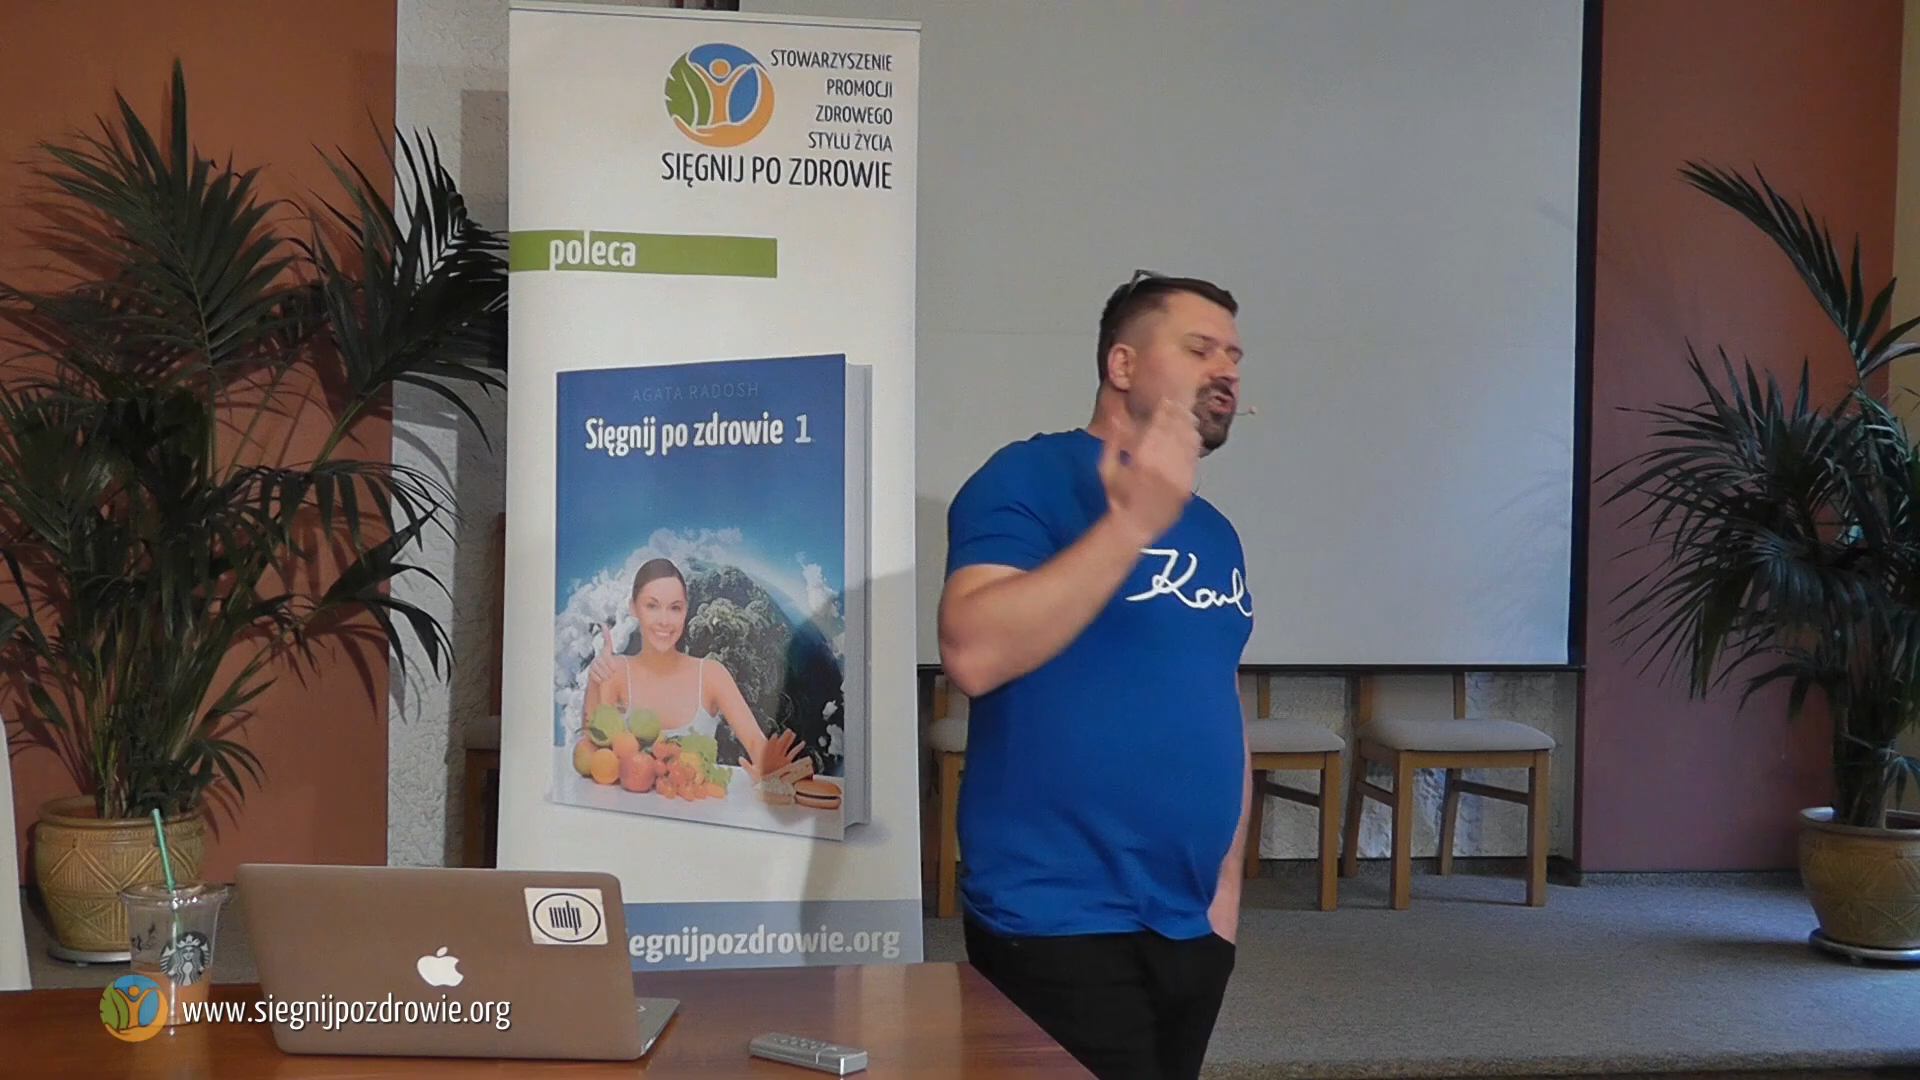 STOWARZYSZENIE
PROMOCJI
ZDROWEGO
STYLU ŻYCIA
SIĘGNIJ PO ZDROWIE
poleca
AGATA RADOSH
Sięgnij po zdrowie 1
Karl
iegnijpozdrowie.org
www.siegnijpozdrowie.org